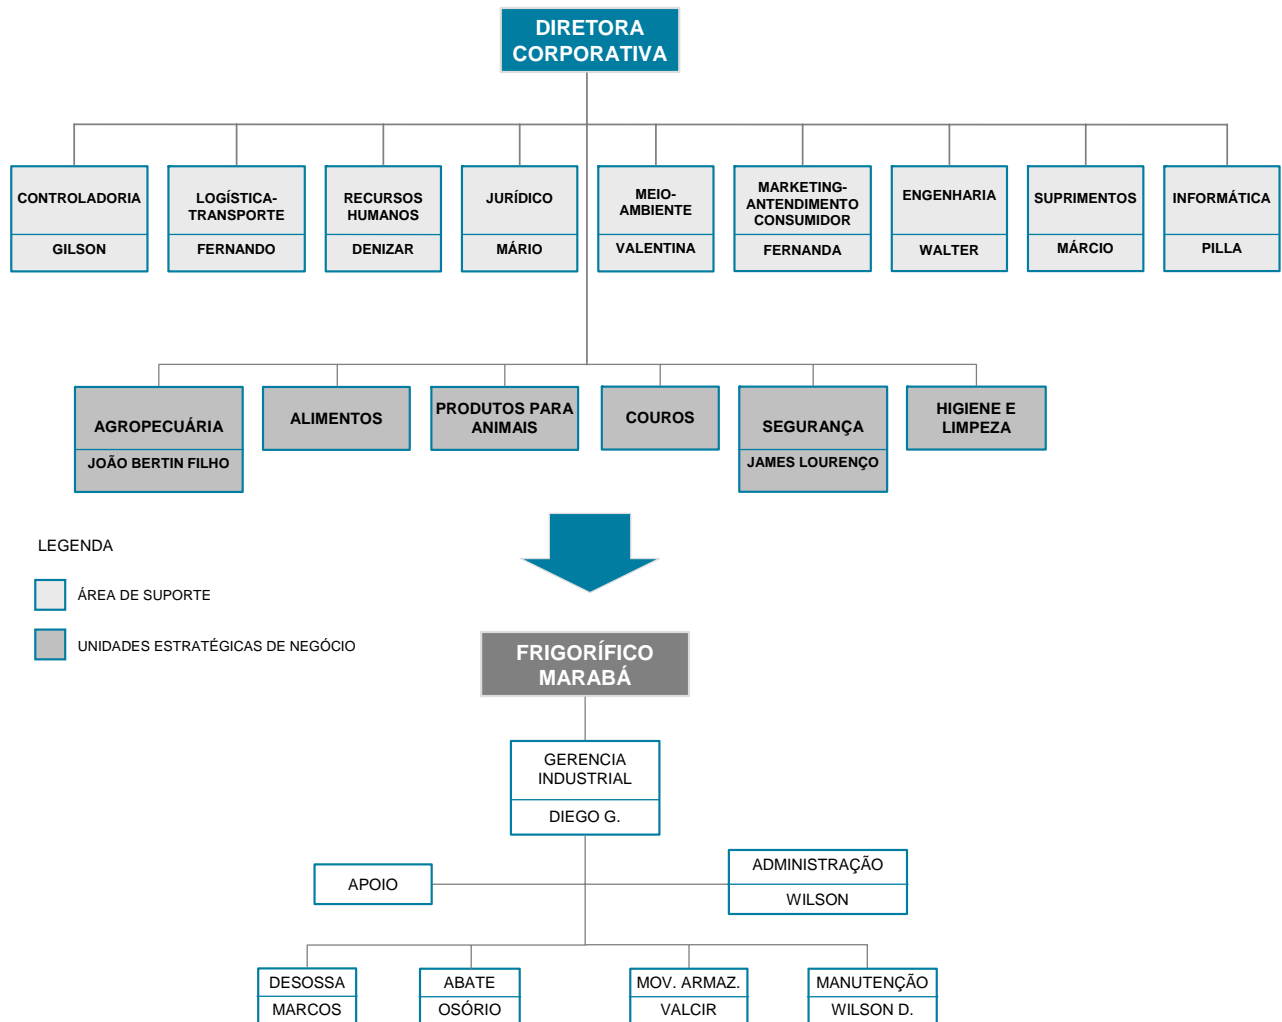 DIRETORA
CORPORATIVA
CONTROLADORIA
GILSON
LOGÍSTICA-
TRANSPORTE
FERNANDO
RECURSOS
HUMANOS
DENIZAR
JURÍDICO
MÁRIO
MEIO-
AMBIENTE
VALENTINA
MARKETING-
ANTENDIMENTO
CONSUMIDOR
FERNANDA
ENGENHARIA
WALTER
SUPRIMENTOS
MÁRCIO
INFORMÁTICA
PILLA
AGROPECUÁRIA
JOÃO BERTIN FILHO
ALIMENTOS
PRODUTOS PARA
ANIMAIS
COUROS
SEGURANÇA
JAMES LOURENÇO
HIGIENE E
LIMPEZA
LEGENDA
ÁREA DE SUPORTE
UNIDADES ESTRATÉGICAS DE NEGÓCIO
FRIGORÍFICO
MARABÁ
GERENCIA
INDUSTRIAL
DIEGO G.
APOIO
ADMINISTRAÇÃO
WILSON
DESOSSA
MARCOS
ABATE
OSÓRIO
MOV. ARMAZ.
VALCIR
MANUTENÇÃO
WILSON D.